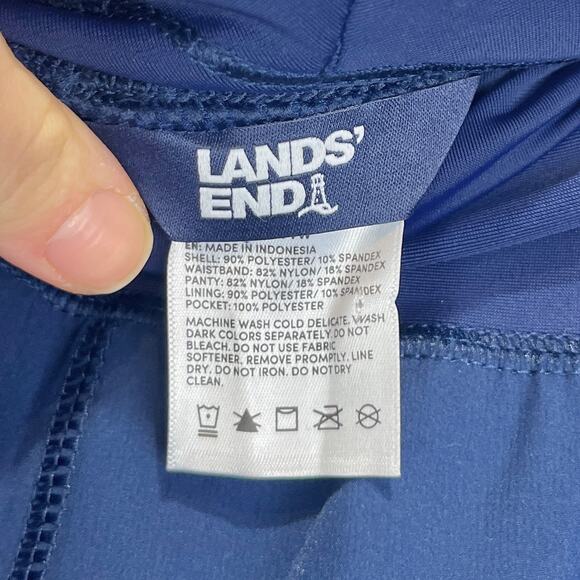 LANDS'
END
EN: MADE IN INDONESIA
SHELL: 90% POLYESTER/ 10% SPANDEX
WAISTBAND: 82% NYLON/ 18% SPANDEX
PANTY: 82% NYLON/ 18% SPANDEX
LINING: 90% POLYESTER/ 10% SPANDEX
POCKET: 100% POLYESTER
MACHINE WASH COLD DELICATE. WASH
DARK COLORS SEPARATELY. DO NOT
BLEACH. DO NOT USE FABRIC
SOFTENER. REMOVE PROMPTLY. LINE
DRY. DO NOT IRON. DO NOT DRY
CLEAN.